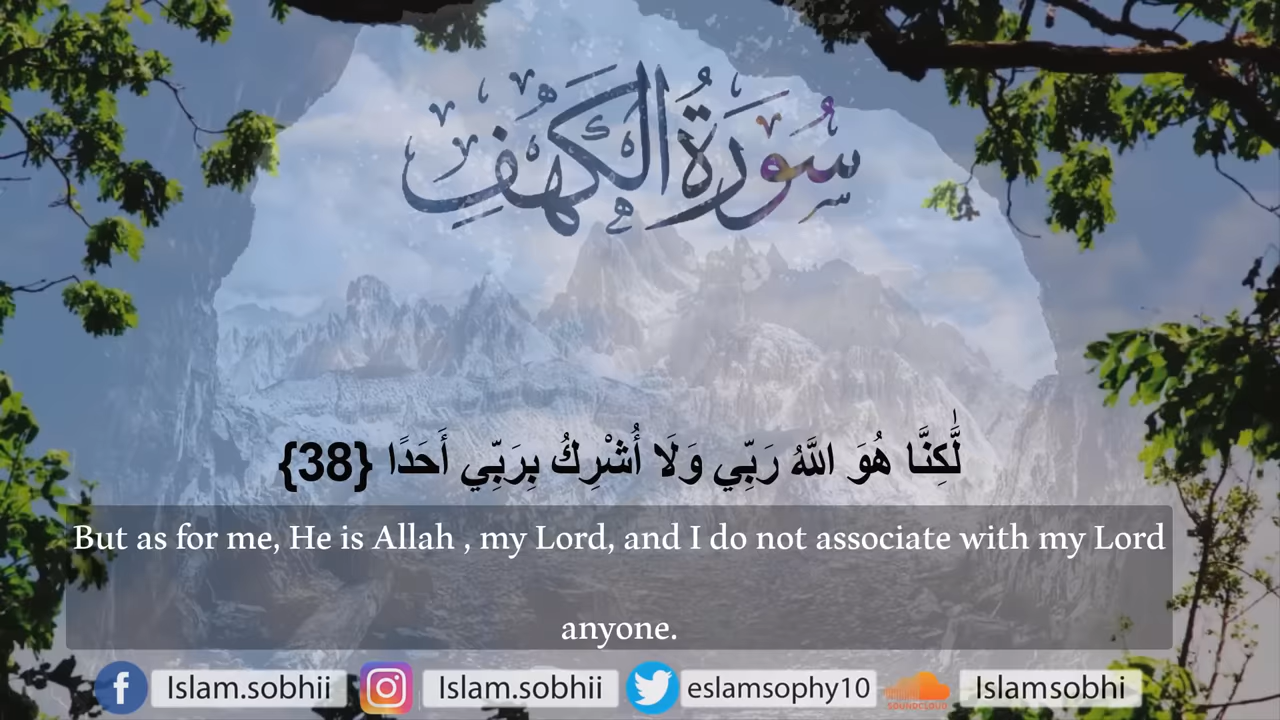 سُورَةُ الكَهْفِ
لَّٰكِنَّا هُوَ اللَّهُ رَبِّي وَلَا أُشْرِكُ بِرَبِّي أَحَدًا {38}
But as for me, He is Allah , my Lord, and I do not associate with my Lord
anyone.
Islam.sobhii Islam.sobhii eslamsophy10 SOUNDCLOUD Islamsobhi